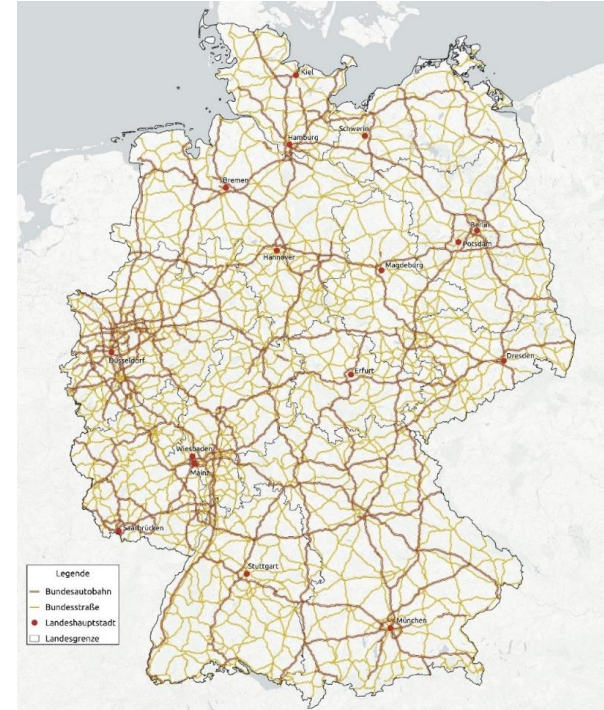 Kiel
Schwerin
Hamburg
Bremen
Berlin
Potsdam
Hannover
Magdeburg
Düsseldorf
Dresden
Erfurt
Wiesbaden
Mainz
Saarbrücken
Stuttgart
München
Legende
Bundesautobahn
Bundesstraße
Landeshauptstadt
Landesgrenze